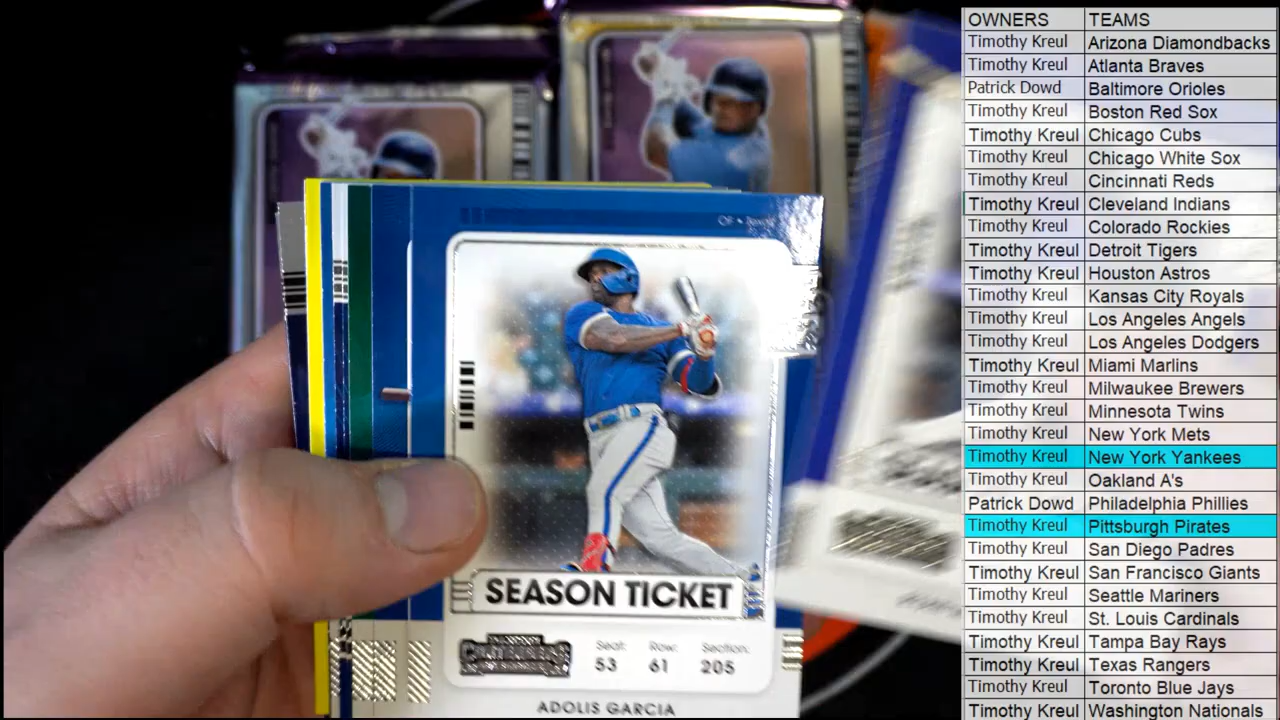 OWNERS TEAMS
Timothy Kreul Arizona Diamondbacks
Timothy Kreul Atlanta Braves
Patrick Dowd Baltimore Orioles
Timothy Kreul Boston Red Sox
Timothy Kreul Chicago Cubs
Timothy Kreul Chicago White Sox
Timothy Kreul Cincinnati Reds
Timothy Kreul Cleveland Indians
Timothy Kreul Colorado Rockies
Timothy Kreul Detroit Tigers
Timothy Kreul Houston Astros
Timothy Kreul Kansas City Royals
Timothy Kreul Los Angeles Angels
Timothy Kreul Los Angeles Dodgers
Timothy Kreul Miami Marlins
Timothy Kreul Milwaukee Brewers
Timothy Kreul Minnesota Twins
Timothy Kreul New York Mets
Timothy Kreul New York Yankees
Timothy Kreul Oakland A's
Patrick Dowd Philadelphia Phillies
Timothy Kreul Pittsburgh Pirates
Timothy Kreul San Diego Padres
Timothy Kreul San Francisco Giants
Timothy Kreul Seattle Mariners
Timothy Kreul St. Louis Cardinals
Timothy Kreul Tampa Bay Rays
Timothy Kreul Texas Rangers
Timothy Kreul Toronto Blue Jays
Timothy Kreul Washington Nationals
SEASON TICKET
CONTENDERS
Seat: Row: Section:
53 61 205
ADOLIS GARCIA